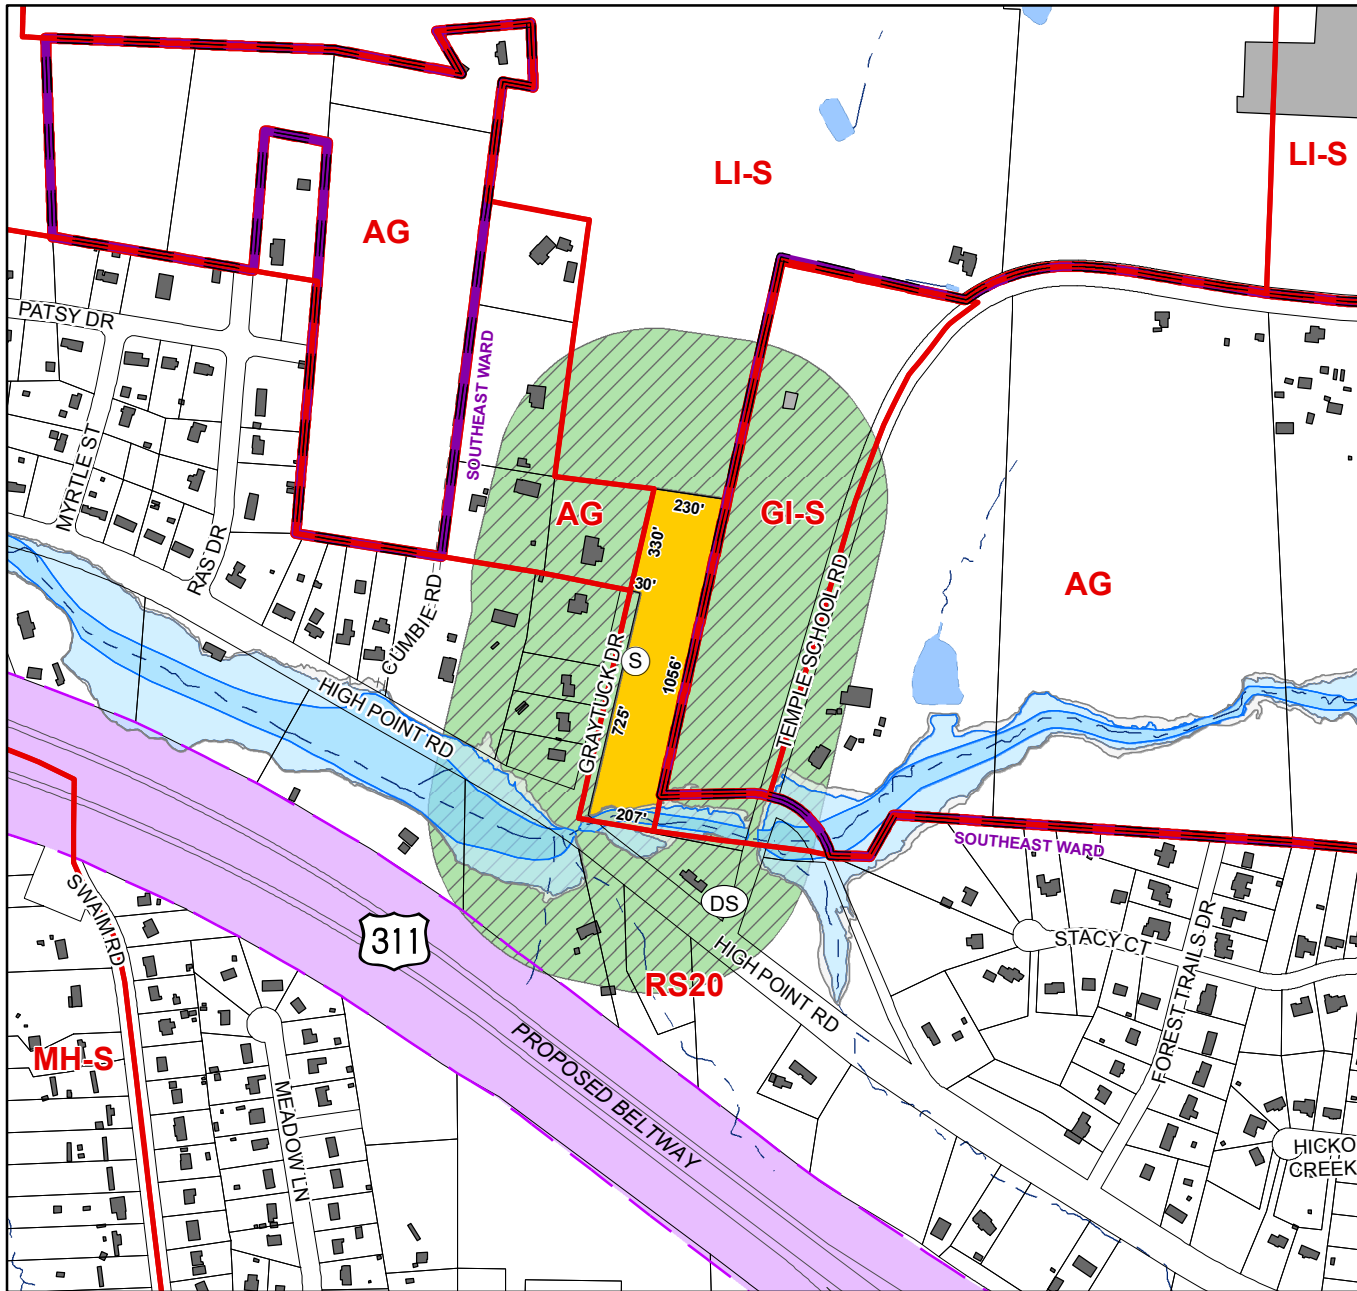 LI-S
LI-S
AG
PATSY DR
SOUTHEAST WARD
MYRTLE ST
RAS DR
AG
230'
GI-S
330'
30'
AG
CUMBIE RD
TEMPLE SCHOOL RD
GRAYTUCK DR
S
1056'
725'
HIGH POINT RD
207'
SOUTHEAST WARD
SWAIM RD
DS
311
STACY CT
HIGH POINT RD
RS20
FOREST TRAILS DR
MH-S
PROPOSED BELTWAY
MEADOW LN
HICKO
CREEK